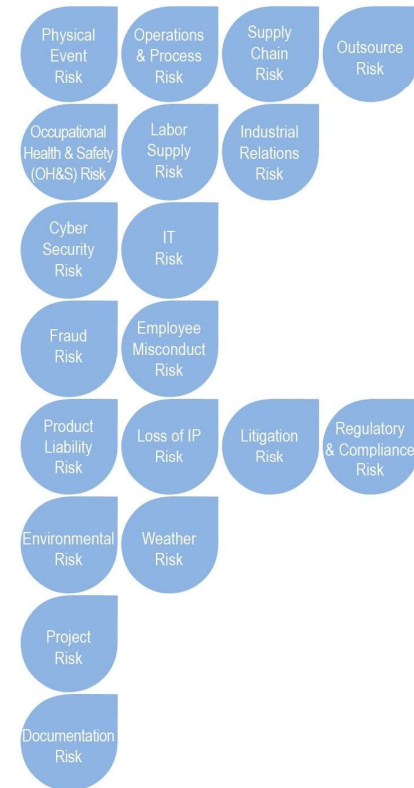 Physical
Event
Risk
Operations
& Process
Risk
Supply
Chain
Risk
Outsource
Risk
Occupational
Health & Safety
(OH&S) Risk
Labor
Supply
Risk
Industrial
Relations
Risk
Cyber
Security
Risk
IT
Risk
Fraud
Risk
Employee
Misconduct
Risk
Product
Liability
Risk
Loss of IP
Risk
Litigation
Risk
Regulatory
& Compliance
Risk
Environmental
Risk
Weather
Risk
Project
Risk
Documentation
Risk